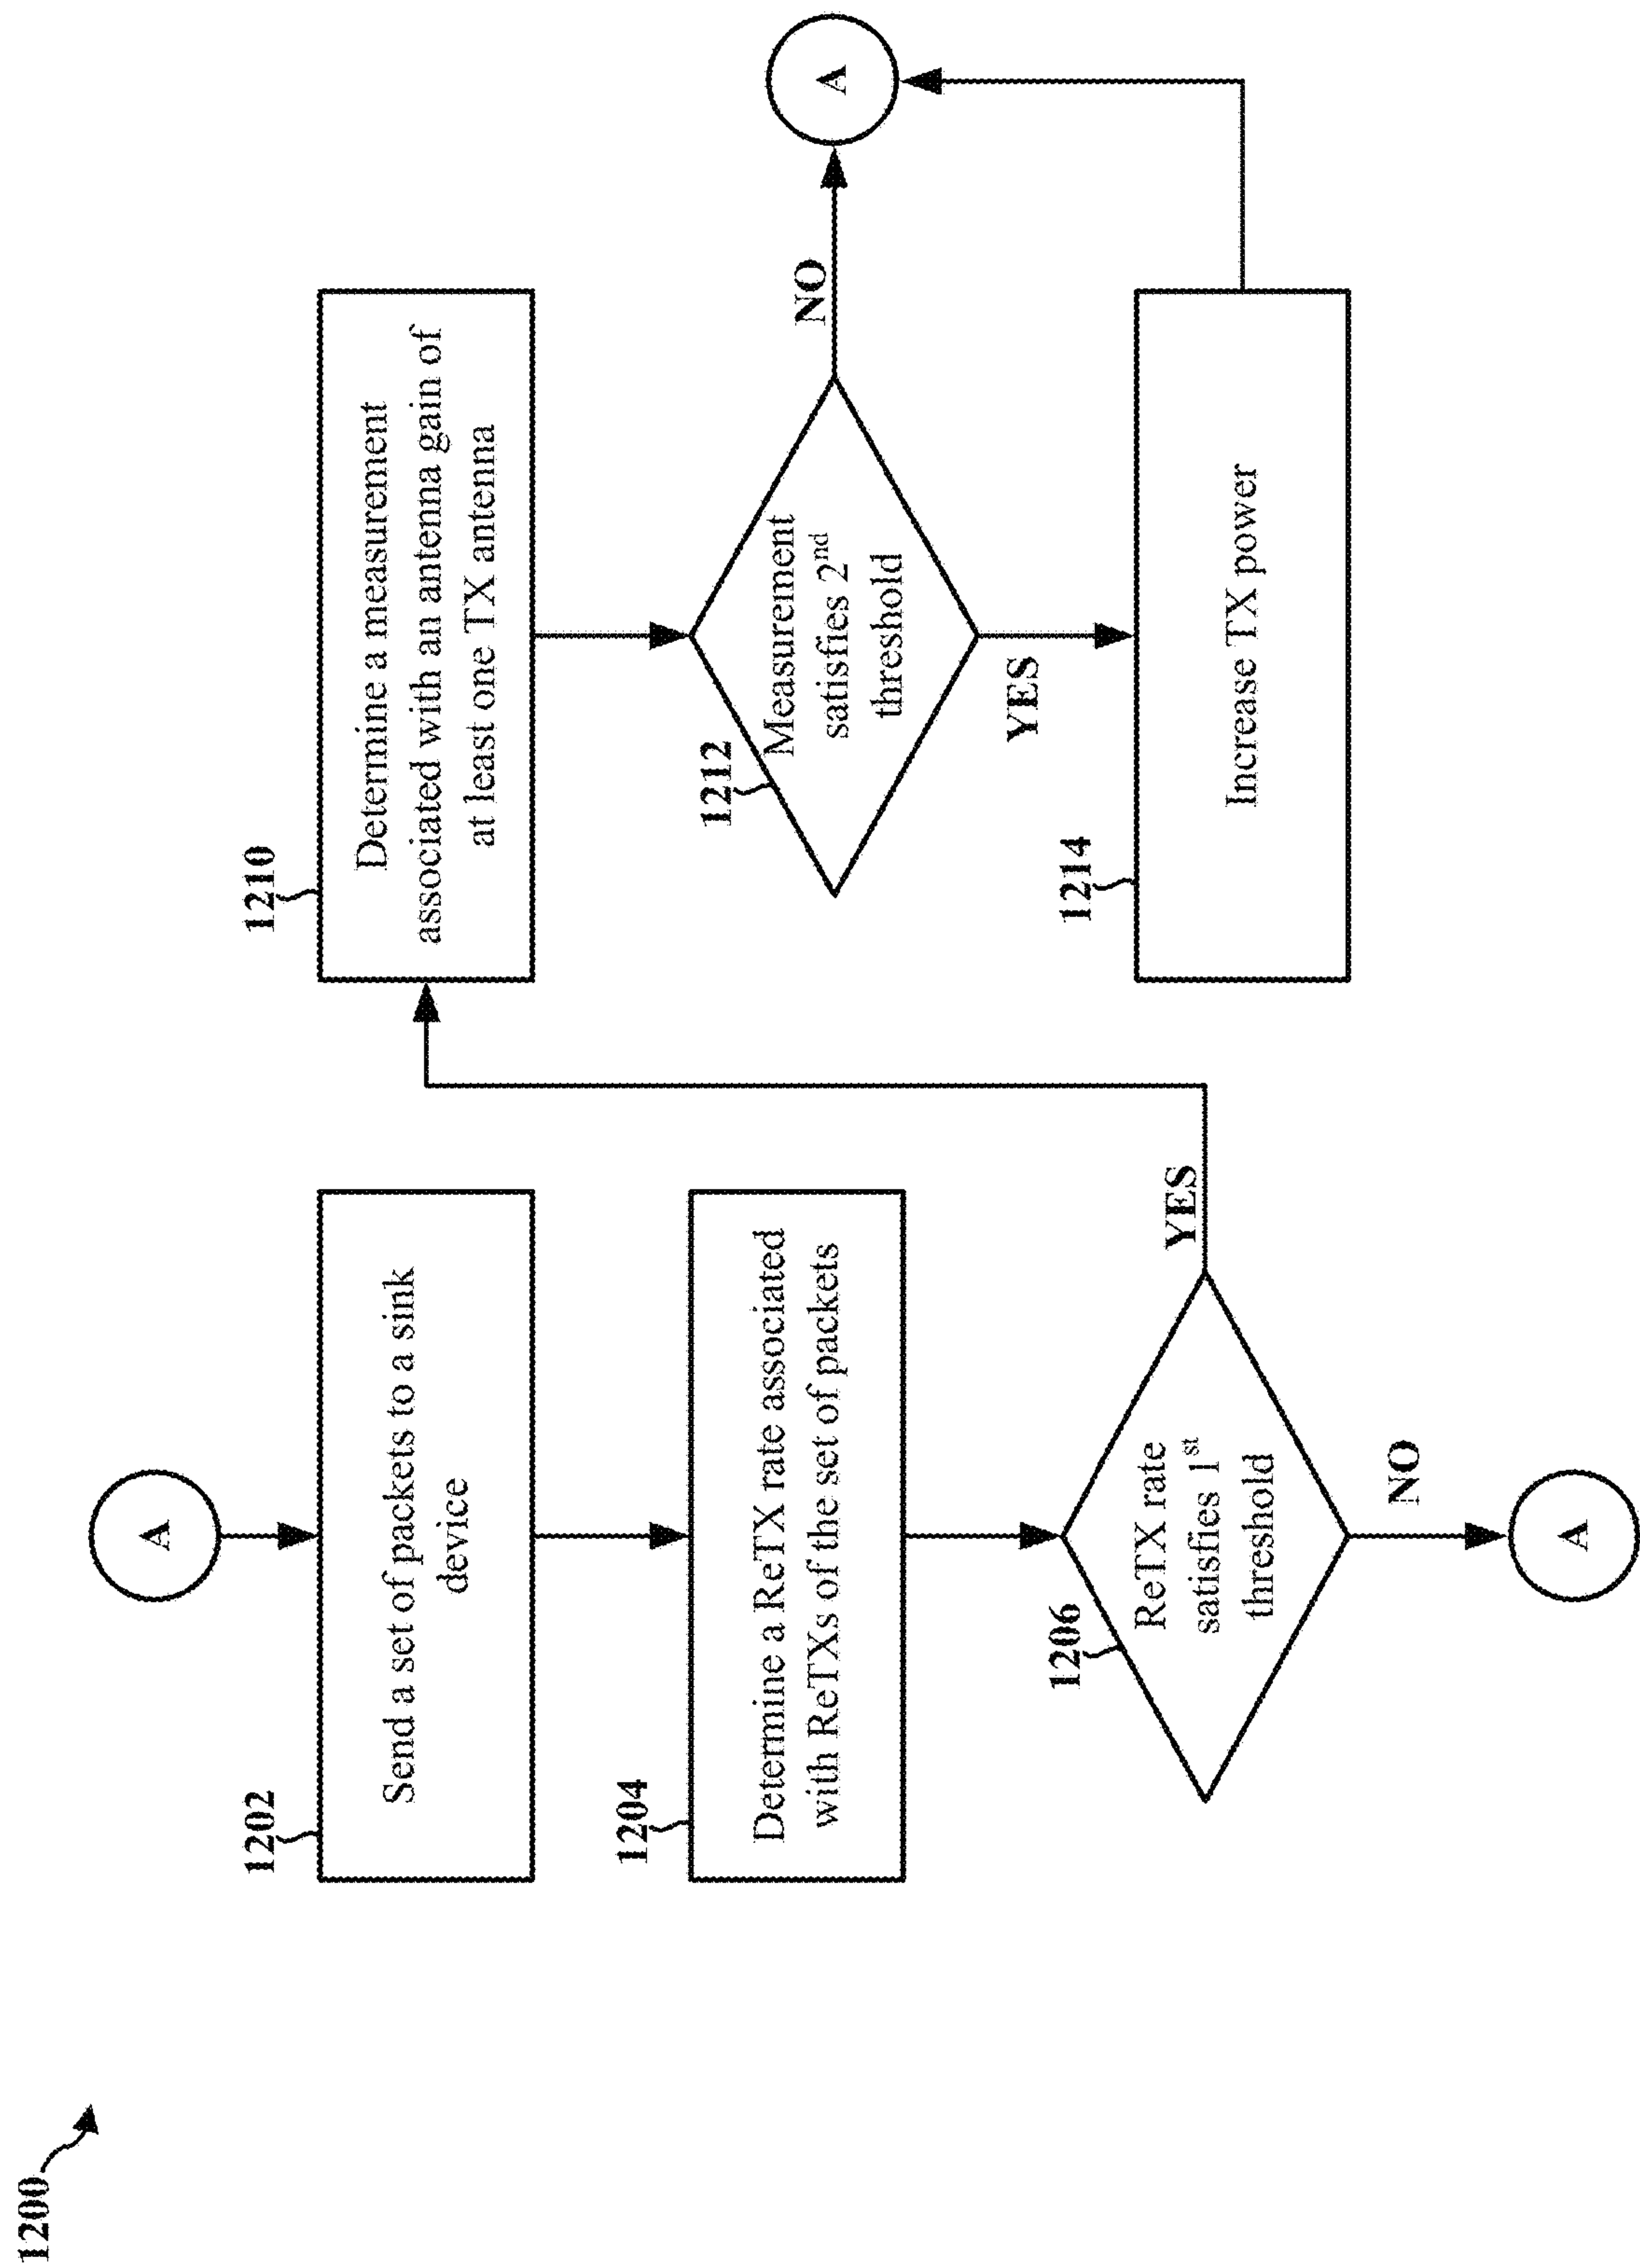 1200
A
1202
Send a set of packets to a sink
device
1204
Determine a ReTX rate associated
with ReTXs of the set of packets
1206
ReTX rate
satisfies 1st
threshold
YES
NO
A
1210
Determine a measurement
associated with an antenna gain of
at least one TX antenna
1212
Measurement
satisfies 2nd
threshold
NO
A
YES
1214
Increase TX power